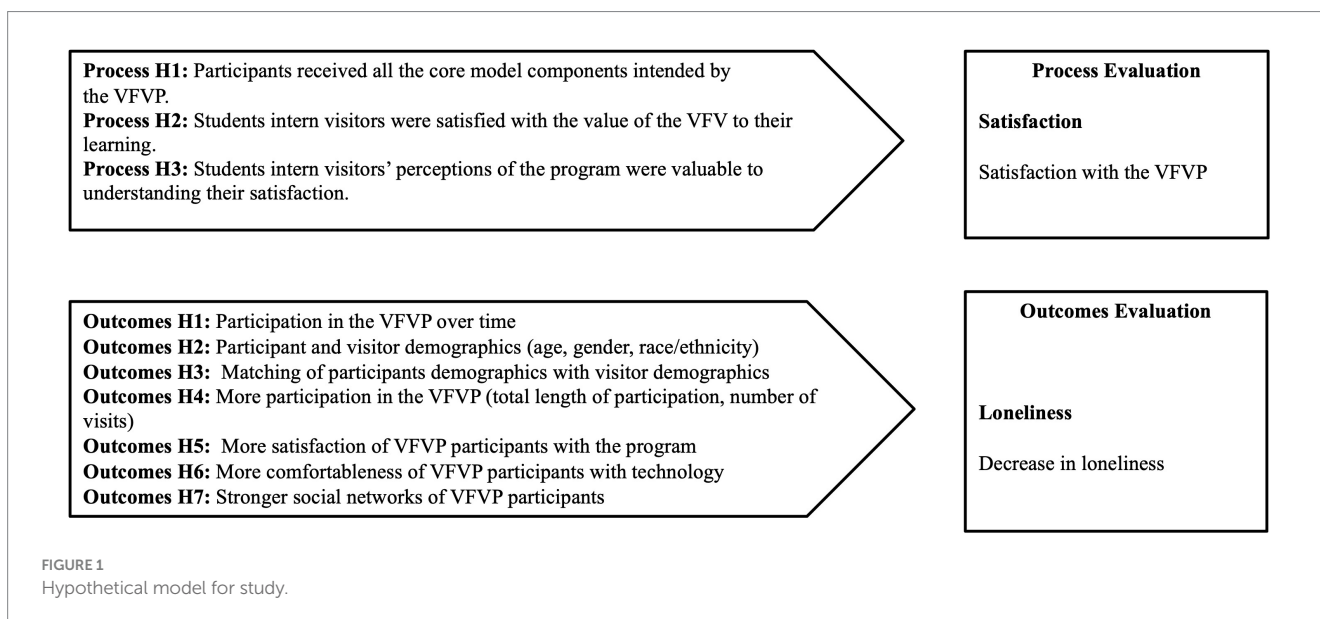 Process H1: Participants received all the core model components intended by
the VFVP.
Process H2: Students intern visitors were satisfied with the value of the VFV to their
learning.
Process H3: Students intern visitors’ perceptions of the program were valuable to
understanding their satisfaction.
Process Evaluation
Satisfaction
Satisfaction with the VFVP
Outcomes H1: Participation in the VFVP over time
Outcomes H2: Participant and visitor demographics (age, gender, race/ethnicity)
Outcomes H3: Matching of participants demographics with visitor demographics
Outcomes H4: More participation in the VFVP (total length of participation, number of
visits)
Outcomes H5: More satisfaction of VFVP participants with the program
Outcomes H6: More comfortableness of VFVP participants with technology
Outcomes H7: Stronger social networks of VFVP participants
Outcomes Evaluation
Loneliness
Decrease in loneliness
FIGURE 1
Hypothetical model for study.